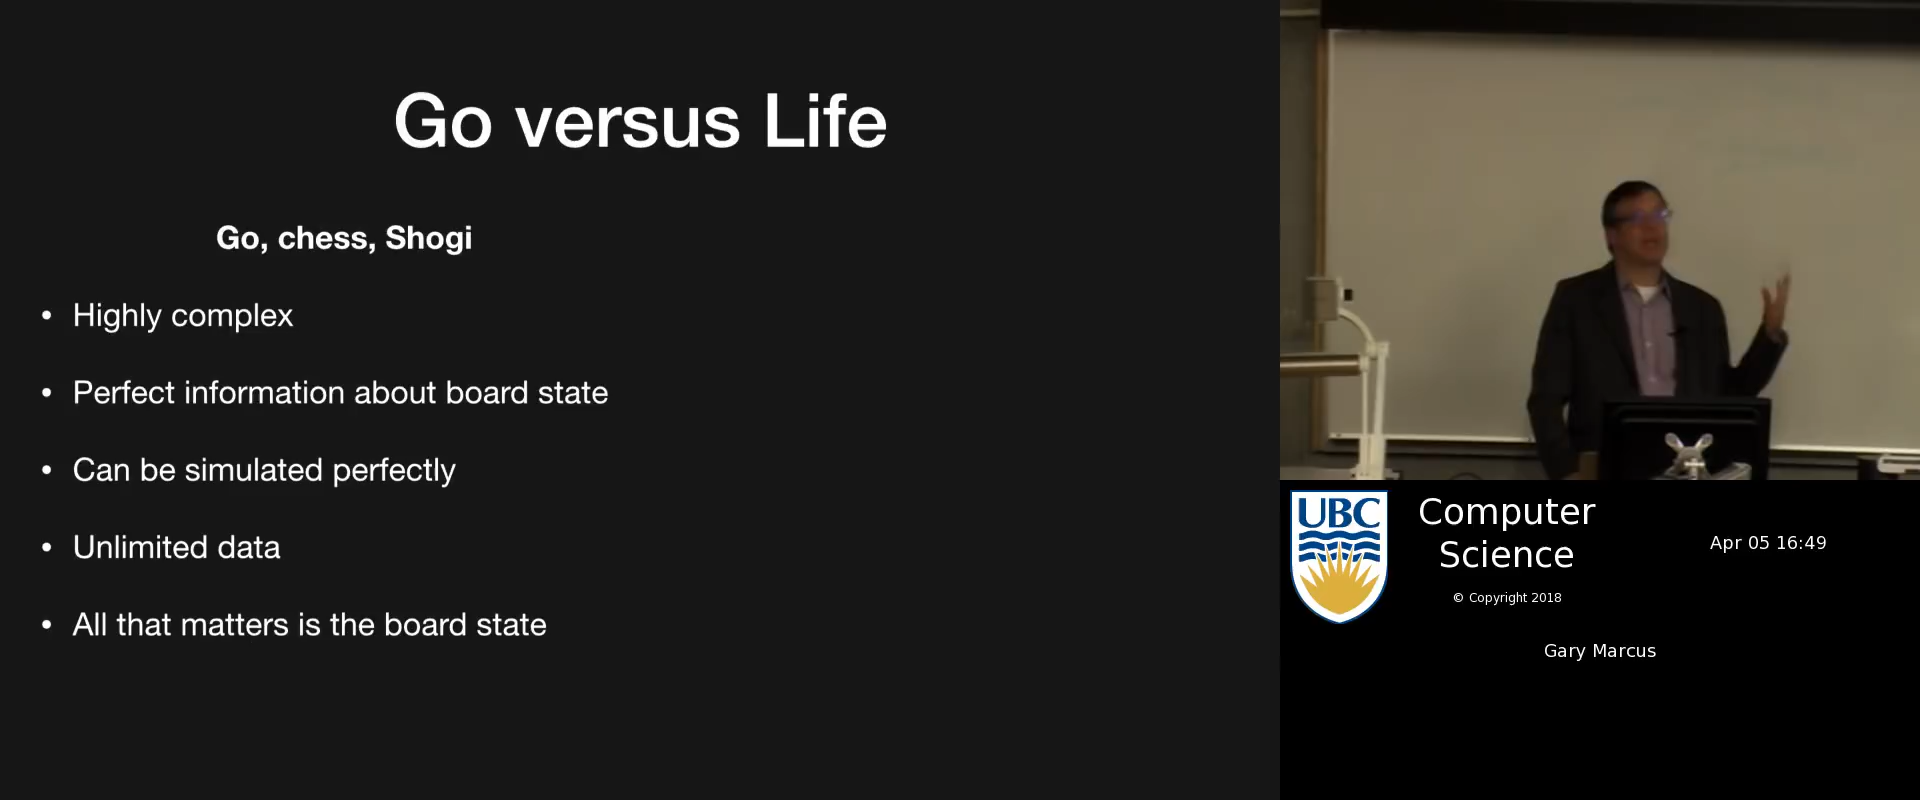 Go versus Life
Go, chess, Shogi
• Highly complex
• Perfect information about board state
• Can be simulated perfectly
• Unlimited data
• All that matters is the board state
UBC
Computer
Science
Apr 05 16:49
© Copyright 2018
Gary Marcus